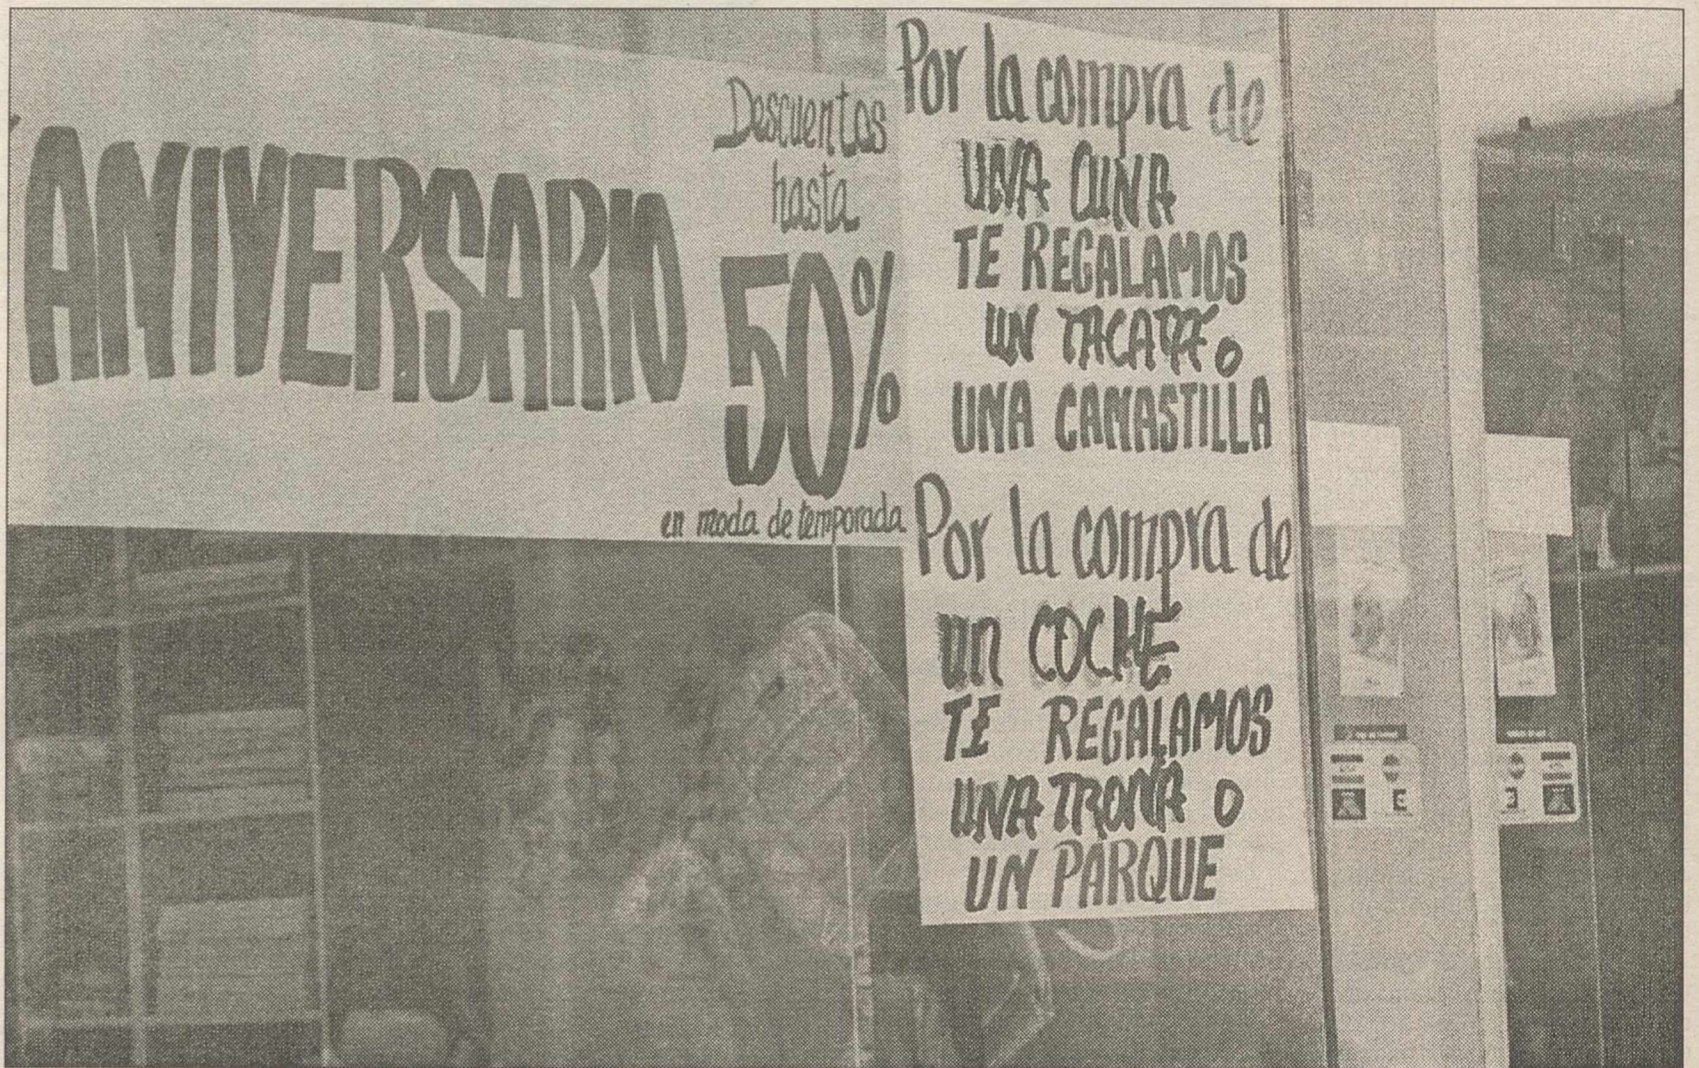 ANIVERSARIO
Descuentos
hasta
50%
en moda de temporada
Por la compra de
UNA CUNA
TE REGALAMOS
UN TACATÁ O
UNA CANASTILLA
Por la compra de
UN COCHE
TE REGALAMOS
UNA TRONA O
UN PARQUE